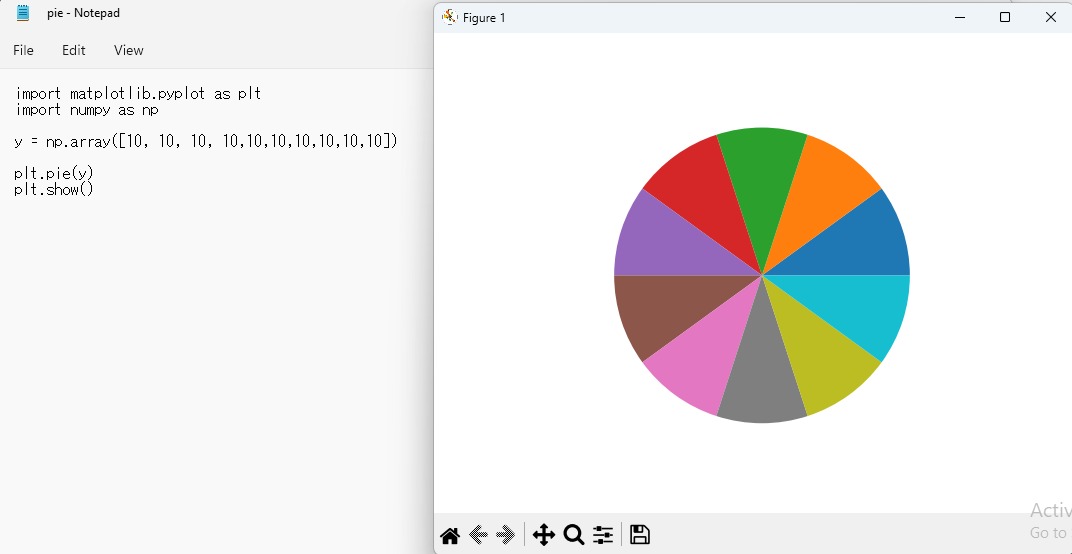 pie - Notepad
File Edit View
import matplotlib.pyplot as plt
import numpy as np
y = np.array([10, 10, 10, 10,10,10,10,10,10,10])
plt.pie(y)
plt.show()
Figure 1
Activ
Go to